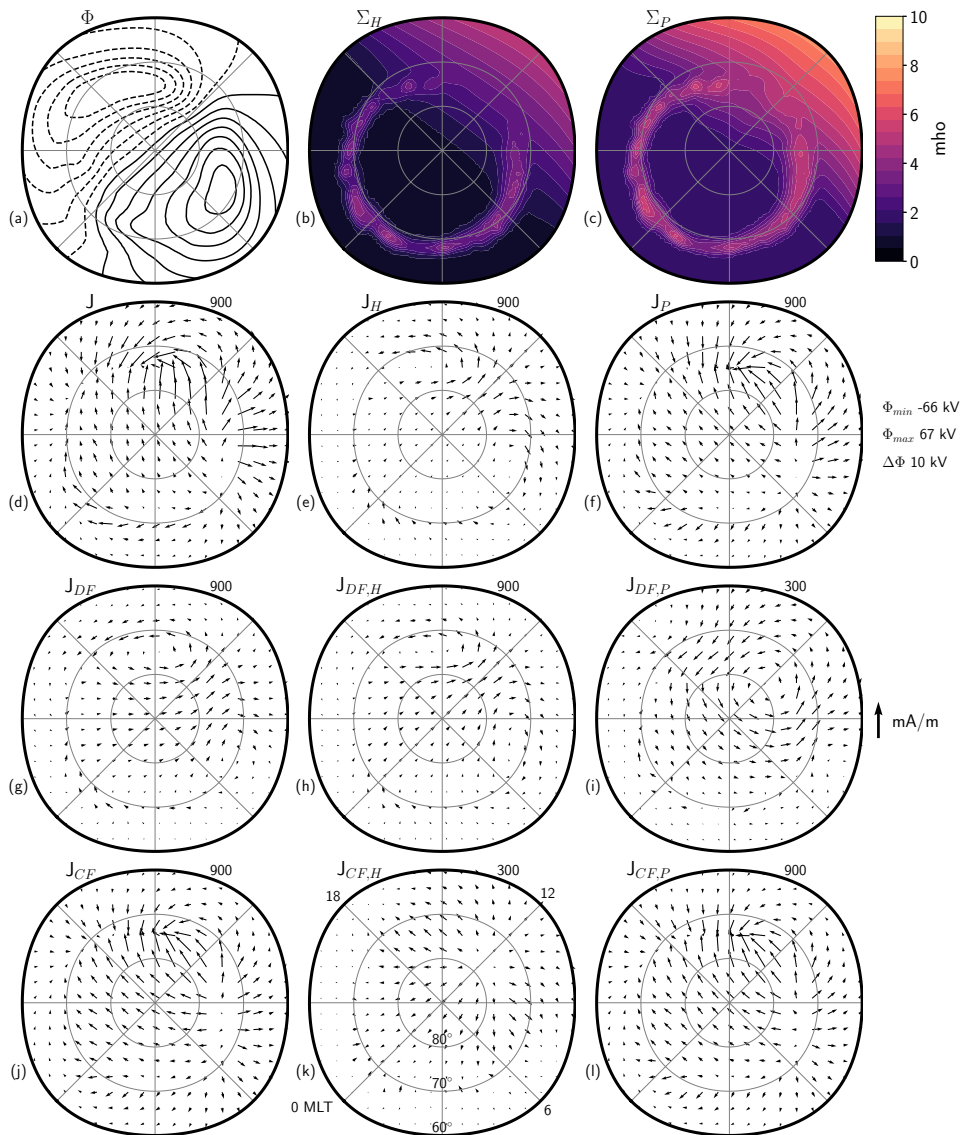 Φ Σ_H Σ_P
10
8
6
4
2
0
mho
(a) (b) (c)
J 900 J_H 900 J_P 900
Φ_min -66 kV
Φ_max 67 kV
ΔΦ 10 kV
(d) (e) (f)
J_DF 900 J_DF,H 900 J_DF,P 300
mA/m
(g) (h) (i)
J_CF 900 J_CF,H 300 J_CF,P 900
18 12
80°
(j) (k) (l)
70°
0 MLT 6
60°